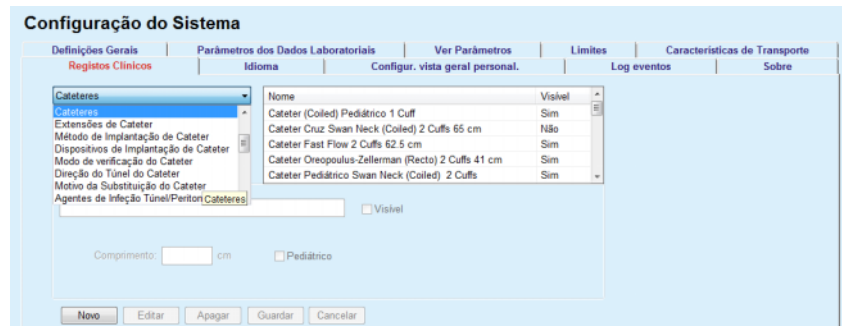 Configuração do Sistema
Definições Gerais Parâmetros dos Dados Laboratoriais Ver Parâmetros Limites Características de Transporte
Registos Clínicos Idioma Configur. vista geral personal. Log eventos Sobre
Cateteres
Cateteres
Extensões de Cateter
Método de Implantação de Cateter
Dispositivos de Implantação de Cateter
Modo de verificação do Cateter
Direção do Túnel do Cateter
Motivo da Substituição do Cateter
Agentes de Infeção Túnel/Periton
Cateteres
Nome Visível
Cateter (Coiled) Pediátrico 1 Cuff Sim
Cateter Cruz Swan Neck (Coiled) 2 Cuffs 65 cm Não
Cateter Fast Flow 2 Cuffs 62.5 cm Sim
Cateter Oreopoulus-Zellerman (Recto) 2 Cuffs 41 cm Sim
Cateter Pediátrico Swan Neck (Coiled) 2 Cuffs Sim
Visível
Comprimento: cm Pediátrico
Novo Editar Apagar Guardar Cancelar